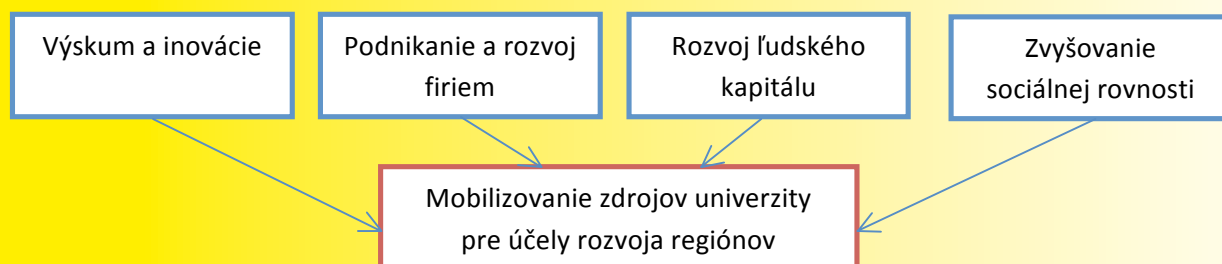 Výskum a inovácie
Podnikanie a rozvoj
firiem
Rozvoj ľudského
kapitálu
Zvyšovanie
sociálnej rovnosti
Mobilizovanie zdrojov univerzity
pre účely rozvoja regiónov